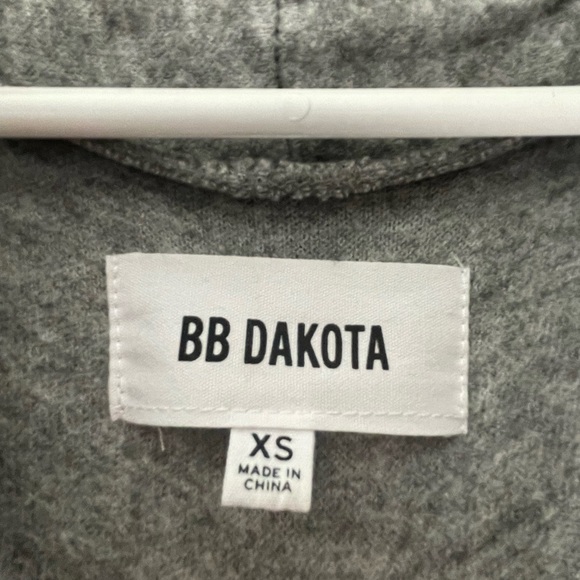 BB DAKOTA
XS
MADE IN
CHINA